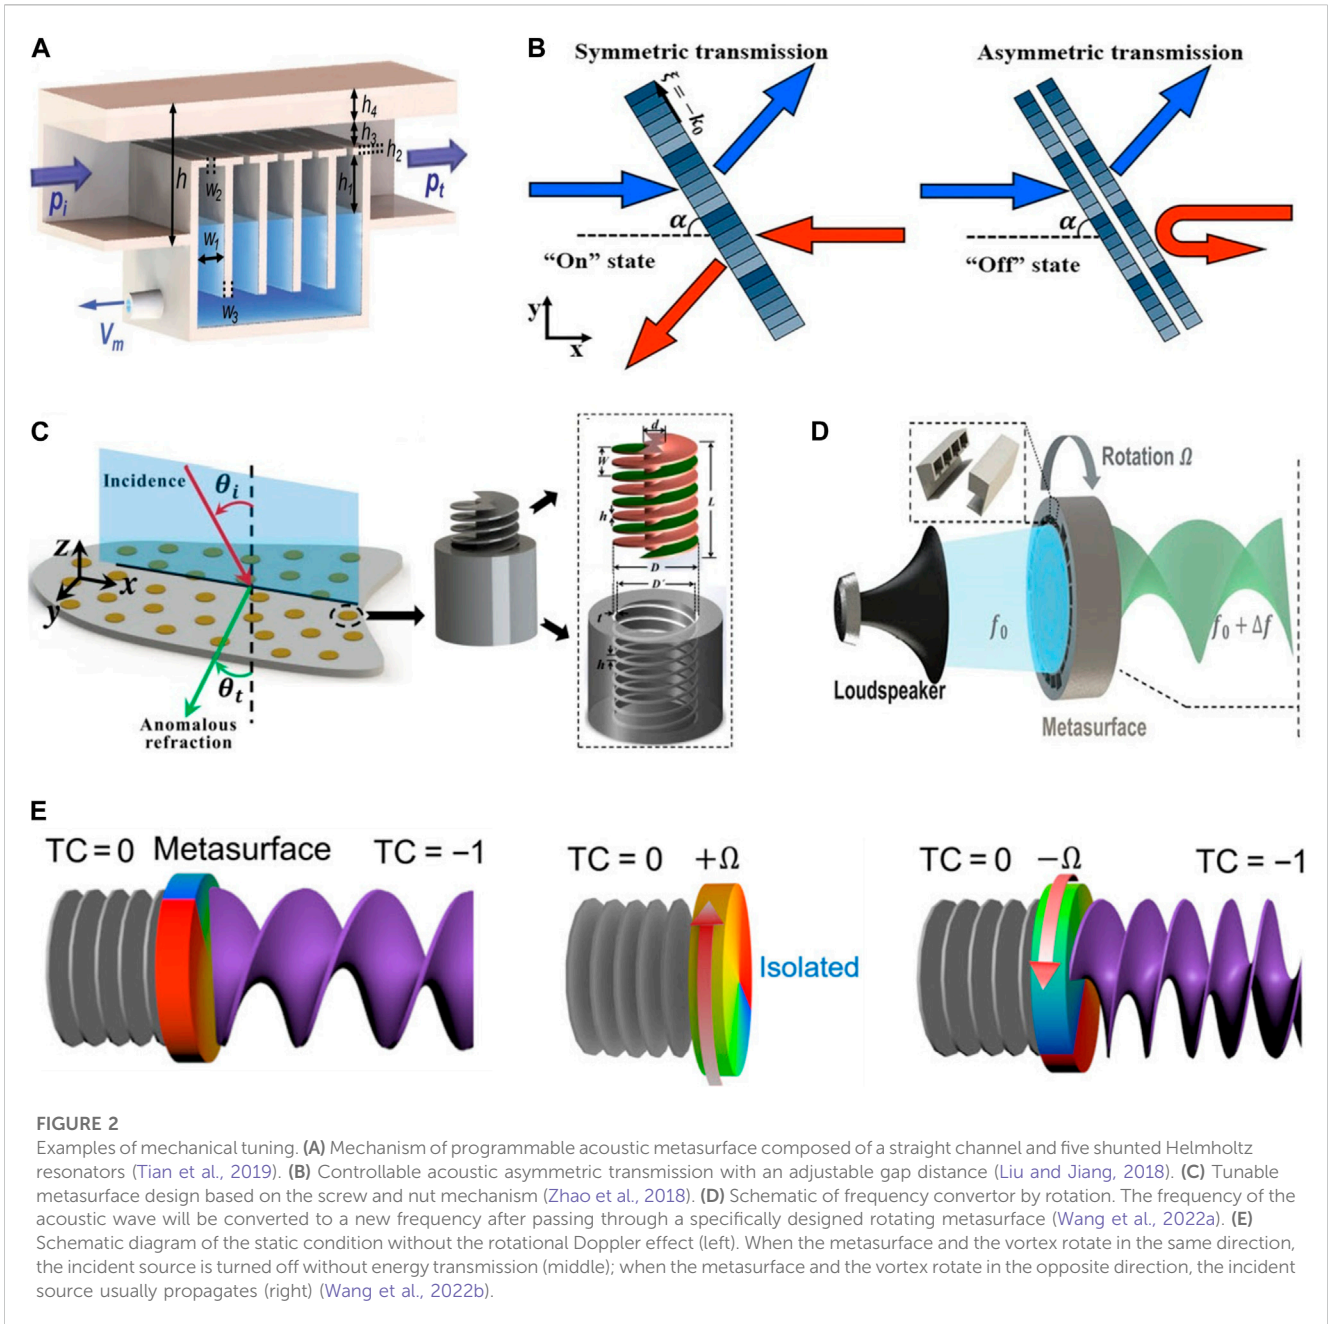 A
h₄
h₃
h₂
h
h₁
pᵢ
pₜ
w₂
w₁
w₃
Vₘ
B
Symmetric transmission
Asymmetric transmission
ξ = −k₀
α
α
“On” state
“Off” state
y
x
C
Incidence
θᵢ
z
x
y
θₜ
Anomalous
refraction
d
W
L
h
D
D′
t
h
D
Rotation Ω
f₀
f₀ + Δf
Loudspeaker
Metasurface
E
TC = 0 Metasurface TC = −1
TC = 0 +Ω
Isolated
TC = 0 −Ω TC = −1
FIGURE 2
Examples of mechanical tuning. (A) Mechanism of programmable acoustic metasurface composed of a straight channel and five shunted Helmholtz
resonators (Tian et al., 2019). (B) Controllable acoustic asymmetric transmission with an adjustable gap distance (Liu and Jiang, 2018). (C) Tunable
metasurface design based on the screw and nut mechanism (Zhao et al., 2018). (D) Schematic of frequency convertor by rotation. The frequency of the
acoustic wave will be converted to a new frequency after passing through a specifically designed rotating metasurface (Wang et al., 2022a). (E)
Schematic diagram of the static condition without the rotational Doppler effect (left). When the metasurface and the vortex rotate in the same direction,
the incident source is turned off without energy transmission (middle); when the metasurface and the vortex rotate in the opposite direction, the incident
source usually propagates (right) (Wang et al., 2022b).